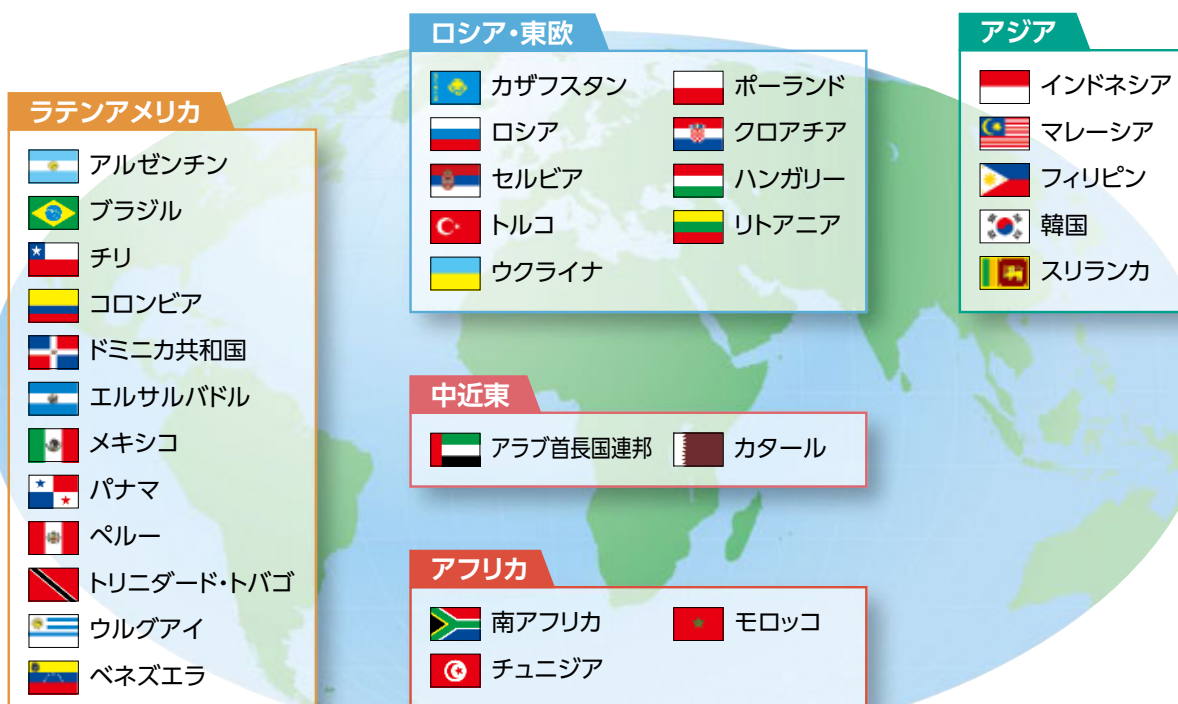 ラテンアメリカ
アルゼンチン
ブラジル
チリ
コロンビア
ドミニカ共和国
エルサルバドル
メキシコ
パナマ
ペルー
トリニダード・トバゴ
ウルグアイ
ベネズエラ
ロシア・東欧
カザフスタン
ロシア
セルビア
トルコ
ウクライナ
ポーランド
クロアチア
ハンガリー
リトアニア
中近東
アラブ首長国連邦
カタール
アフリカ
南アフリカ
チュニジア
モロッコ
アジア
インドネシア
マレーシア
フィリピン
韓国
スリランカ